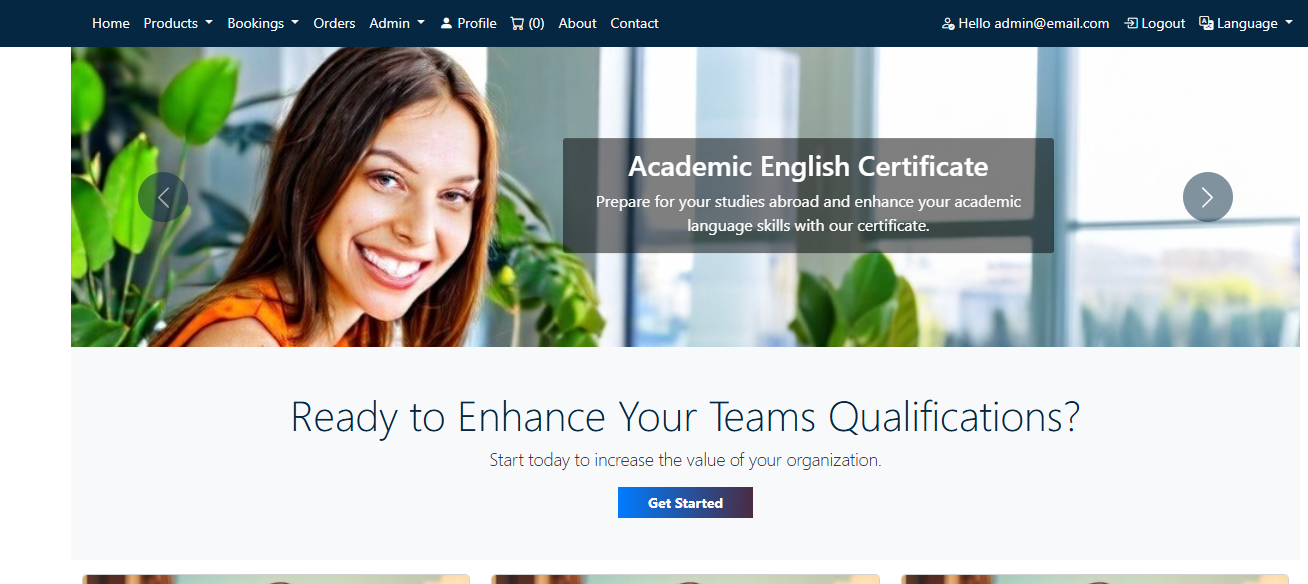 Home Products Bookings Orders Admin Profile (0) About Contact Hello admin@email.com Logout Language
Academic English Certificate
Prepare for your studies abroad and enhance your academic
language skills with our certificate.
Ready to Enhance Your Teams Qualifications?
Start today to increase the value of your organization.
Get Started